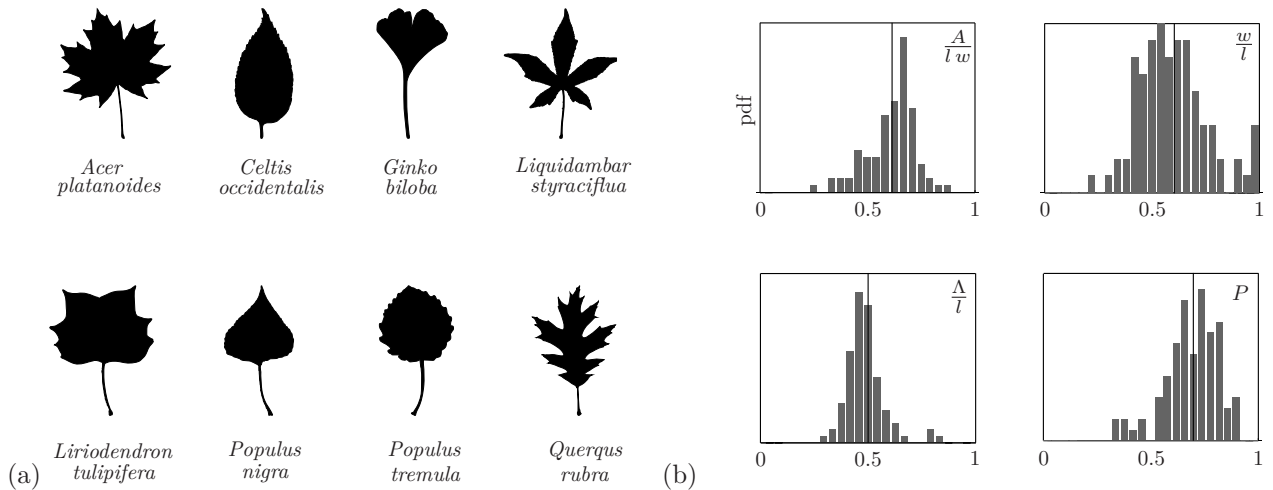 Acer
platanoides
Celtis
occidentalis
Ginko
biloba
Liquidambar
styraciflua
Liriodendron
tulipifera
Populus
nigra
Populus
tremula
Querqus
rubra
(a)
pdf
A
l w
0 0.5 1
w
l
0 0.5 1
Λ
l
0 0.5 1
P
0 0.5 1
(b)